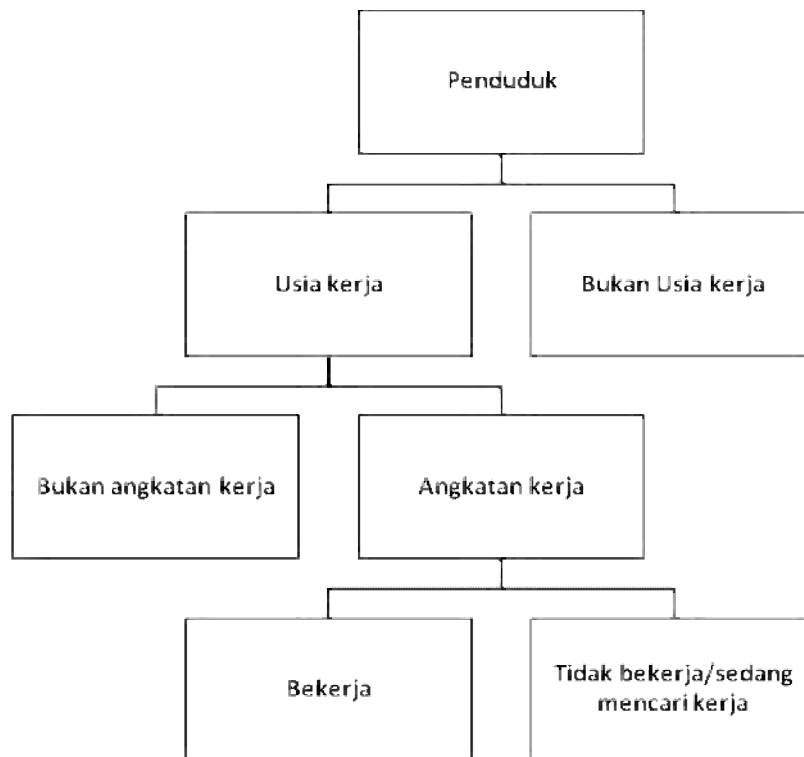 Penduduk
Usia kerja
Bukan Usia kerja
Bukan angkatan kerja
Angkatan kerja
Bekerja
Tidak bekerja/sedang
mencari kerja